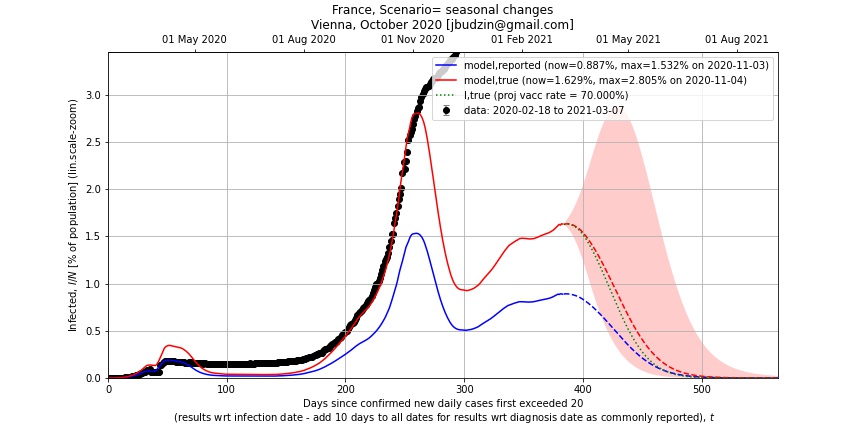 France, Scenario= seasonal changes
Vienna, October 2020 [jbudzin@gmail.com]
01 May 2020 01 Aug 2020 01 Nov 2020 01 Feb 2021 01 May 2021 01 Aug 2021
model,reported (now=0.887%, max=1.532% on 2020-11-03)
model,true (now=1.629%, max=2.805% on 2020-11-04)
I,true (proj vacc rate = 70.000%)
data: 2020-02-18 to 2021-03-07
Infected, I/N [% of population] (lin.scale-zoom)
3.0
2.5
2.0
1.5
1.0
0.5
0.0
0 100 200 300 400 500
Days since confirmed new daily cases first exceeded 20
(results wrt infection date - add 10 days to all dates for results wrt diagnosis date as commonly reported), t